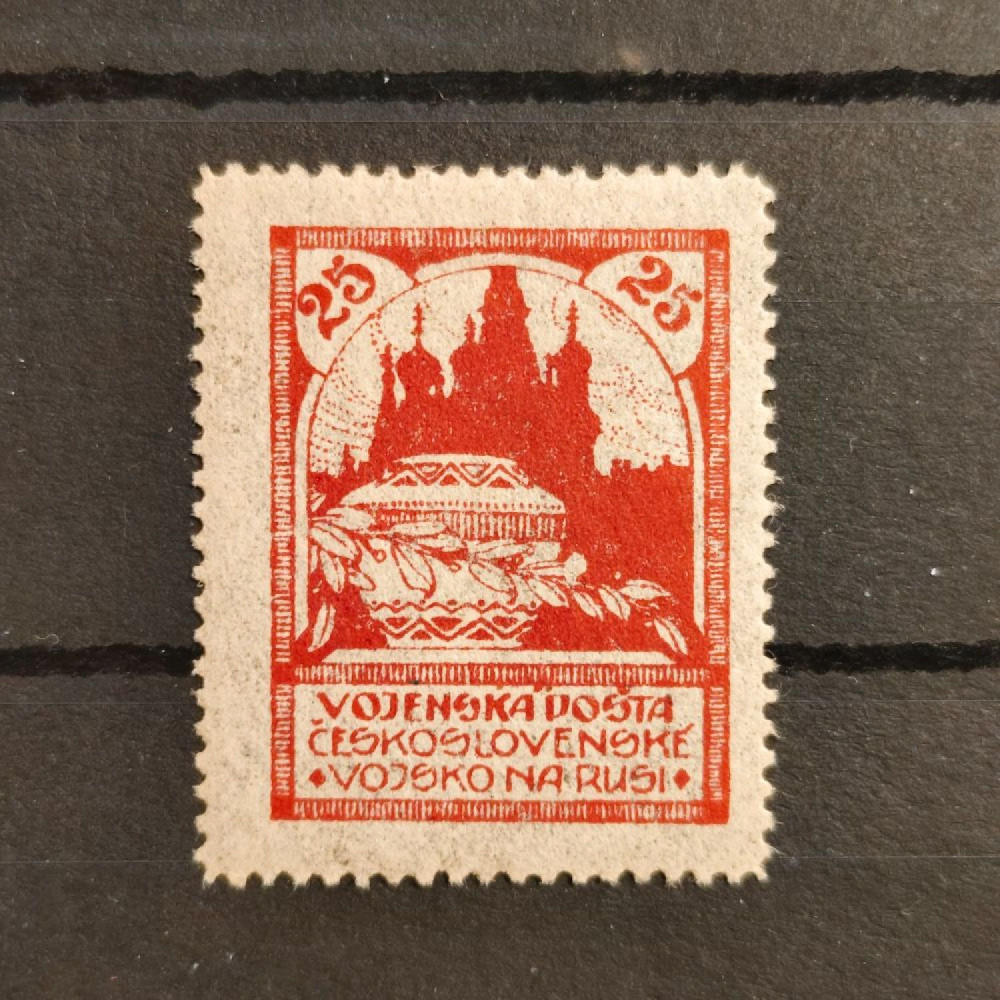 25 25
VOJENSKÁ POŠTA
ČESKOSLOVENSKÉ
VOJSKO NA RUSI